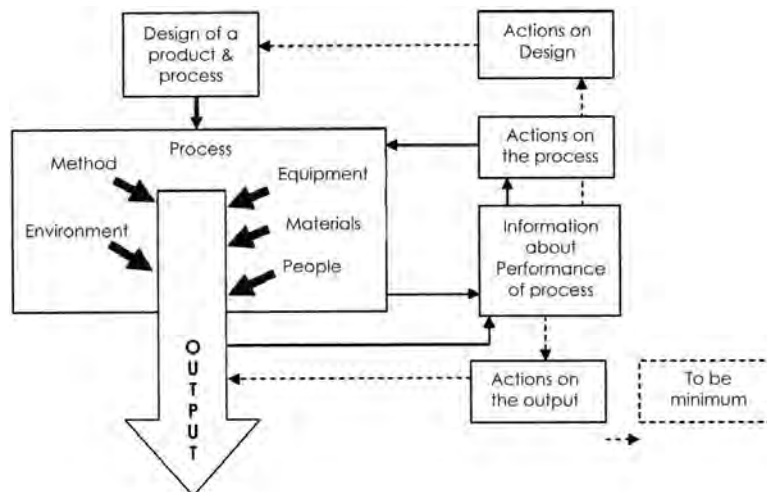 Design of a
product &
process
Actions on
Design
Process
Method
Equipment
Environment
Materials
People
Actions on
the process
Information
about
Performance
of process
OUTPUT
Actions on
the output
To be
minimum